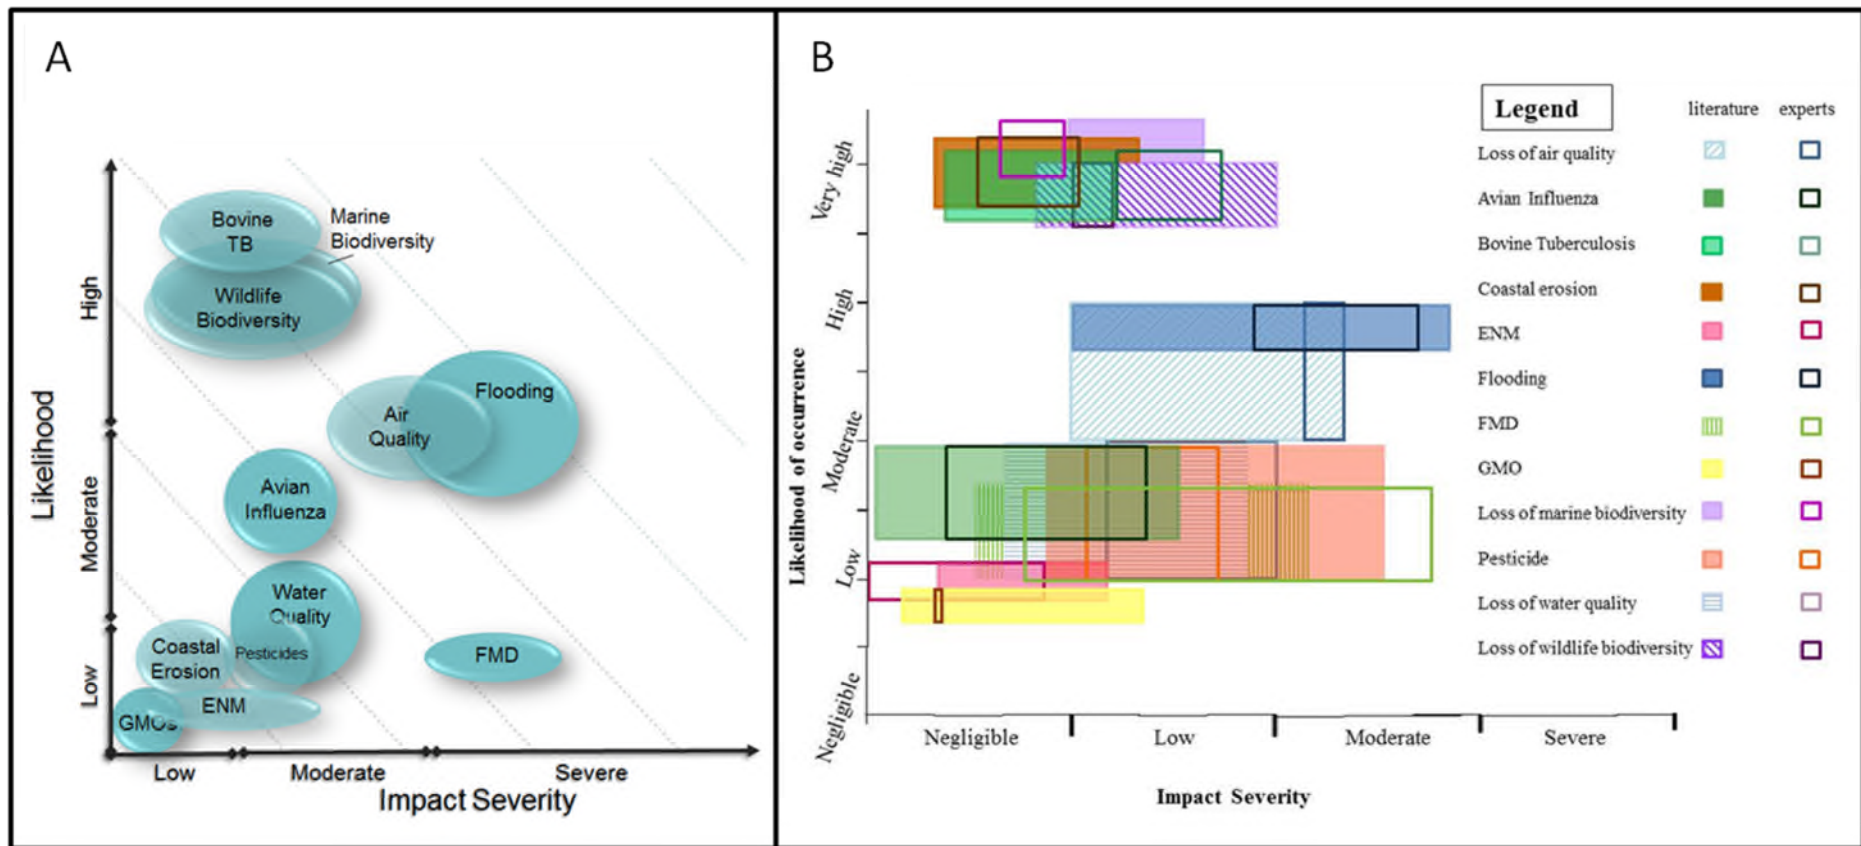 A
Bovine
TB
Marine
Biodiversity
Wildlife
Biodiversity
Air
Quality
Flooding
Avian
Influenza
Water
Quality
Coastal
Erosion
Pesticides
FMD
ENM
GMOs
Likelihood
High
Moderate
Low
Low
Moderate
Severe
Impact Severity
B
Likelihood of occurrence
Very high
High
Moderate
Low
Negligible
Negligible
Low
Moderate
Severe
Impact Severity
Legend
literature
experts
Loss of air quality
Avian Influenza
Bovine Tuberculosis
Coastal erosion
ENM
Flooding
FMD
GMO
Loss of marine biodiversity
Pesticide
Loss of water quality
Loss of wildlife biodiversity